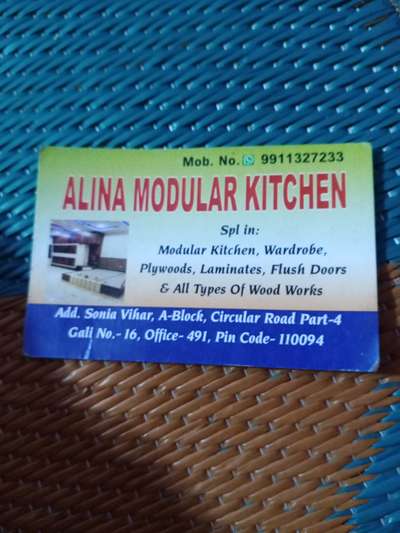 Mob. No. 9911327233
ALINA MODULAR KITCHEN
Spl in:
Modular Kitchen, Wardrobe,
Plywoods, Laminates, Flush Doors
& All Types Of Wood Works
Add. Sonia Vihar, A-Block, Circular Road Part-4
Gali No.- 16, Office- 491, Pin Code- 110094